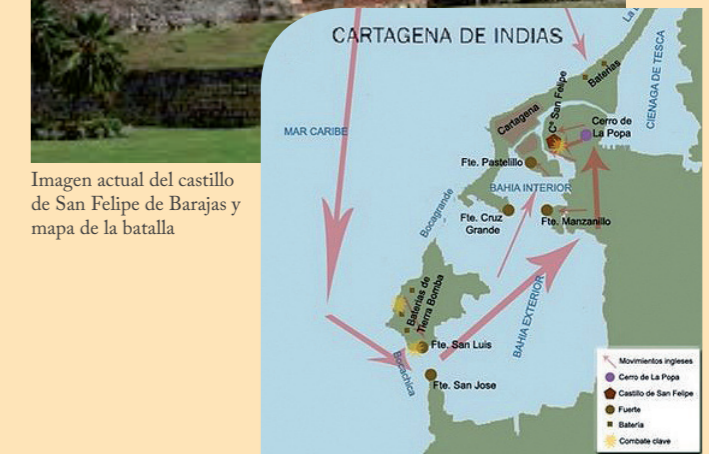 Imagen actual del castillo
de San Felipe de Barajas y
mapa de la batalla
CARTAGENA DE INDIAS
MAR CARIBE
Baterias
CIENAGA DE TESCA
Cartagena
Cº San Felipe
Cerro de
La Popa
Fte. Pastelillo
BAHIA INTERIOR
Bocagrande
Fte. Cruz
Grande
Fte. Manzanillo
Baterias de
Tierra Bomba
BAHIA EXTERIOR
Fte. San Luis
Bocachica
Fte. San Jose
Movimientos ingleses
Cerro de La Popa
Castillo de San Felipe
Fuerte
Batería
Combate clave